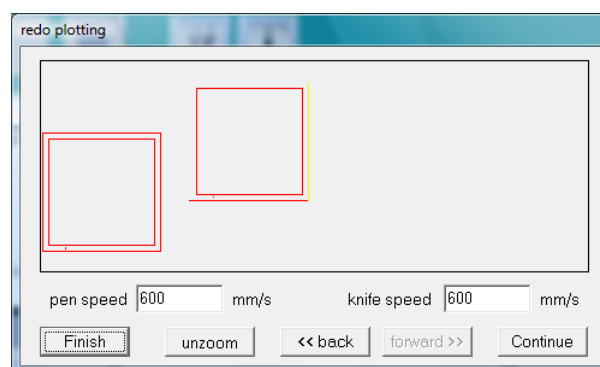 redo plotting
pen speed 600 mm/s knife speed 600 mm/s
Finish unzoom << back forward >> Continue